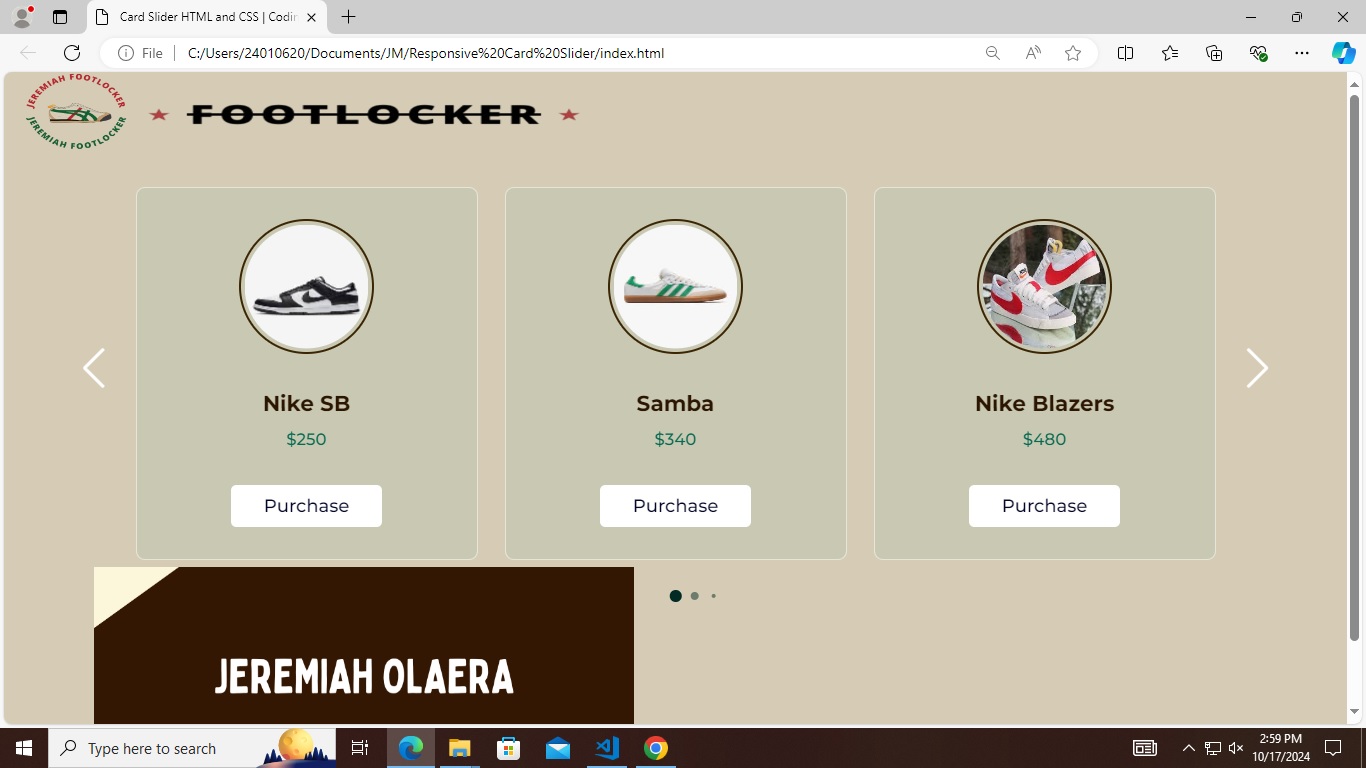 Card Slider HTML and CSS | Codin
File
C:/Users/24010620/Documents/JM/Responsive%20Card%20Slider/index.html
JEREMIAH FOOTLOCKER
JEREMIAH FOOTLOCKER
FOOTLOCKER
Nike SB
Samba
Nike Blazers
$250
$340
$480
Purchase
Purchase
Purchase
JEREMIAH OLAERA
Type here to search
2:59 PM
10/17/2024